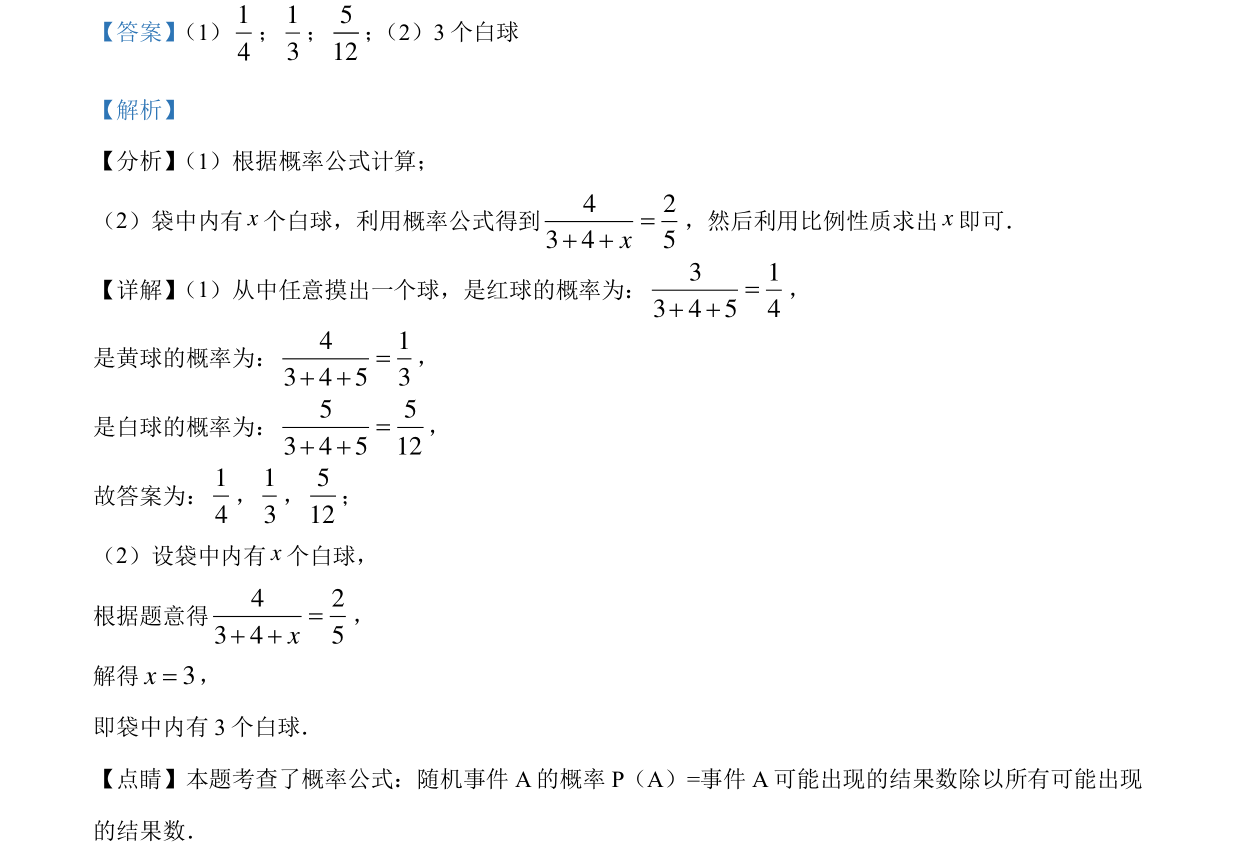 【答案】(1) 1/4；1/3；5/12；(2) 3 个白球
【解析】
【分析】(1) 根据概率公式计算；
(2) 袋中内有 x 个白球，利用概率公式得到 4/(3+4+x) = 2/5，然后利用比例性质求出 x 即可．
【详解】(1) 从中任意摸出一个球，是红球的概率为：3/(3+4+5) = 1/4，
是黄球的概率为：4/(3+4+5) = 1/3，
是白球的概率为：5/(3+4+5) = 5/12，
故答案为：1/4，1/3，5/12；
(2) 设袋中内有 x 个白球，
根据题意得 4/(3+4+x) = 2/5，
解得 x = 3，
即袋中内有 3 个白球．
【点睛】本题考查了概率公式：随机事件 A 的概率 P（A）=事件 A 可能出现的结果数除以所有可能出现
的结果数．